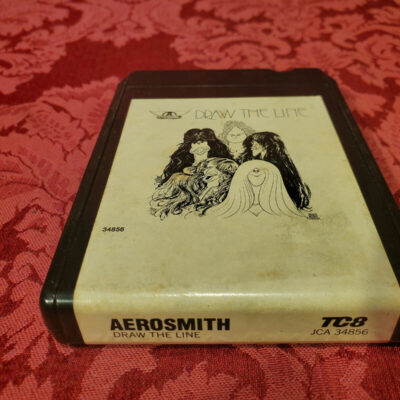 DRAW THE LINE
34856
AEROSMITH
DRAW THE LINE
TC8
JCA 34856